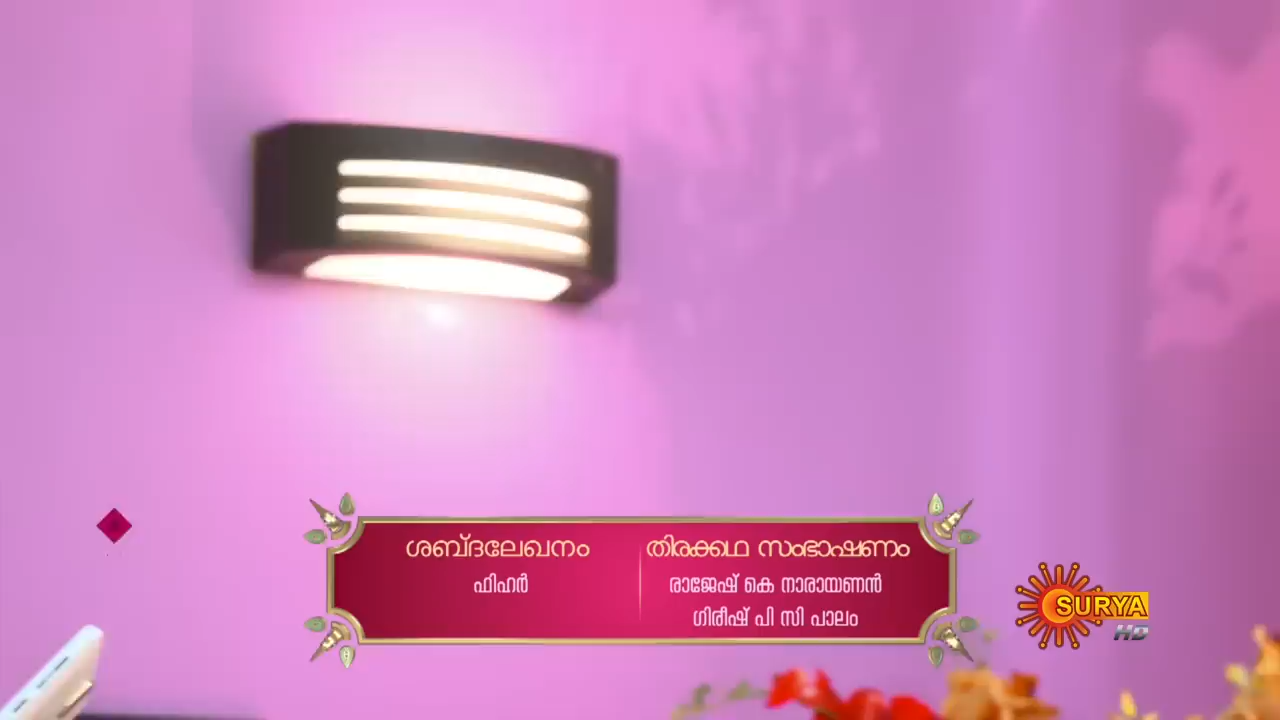 ശബ്ദലേഖനം
ഫിഹർ
തിരക്കഥ സംഭാഷണം
രാജേഷ് കെ നാരായണൻ
ഗിരീഷ് പി സി പാലം
SURYA
HD